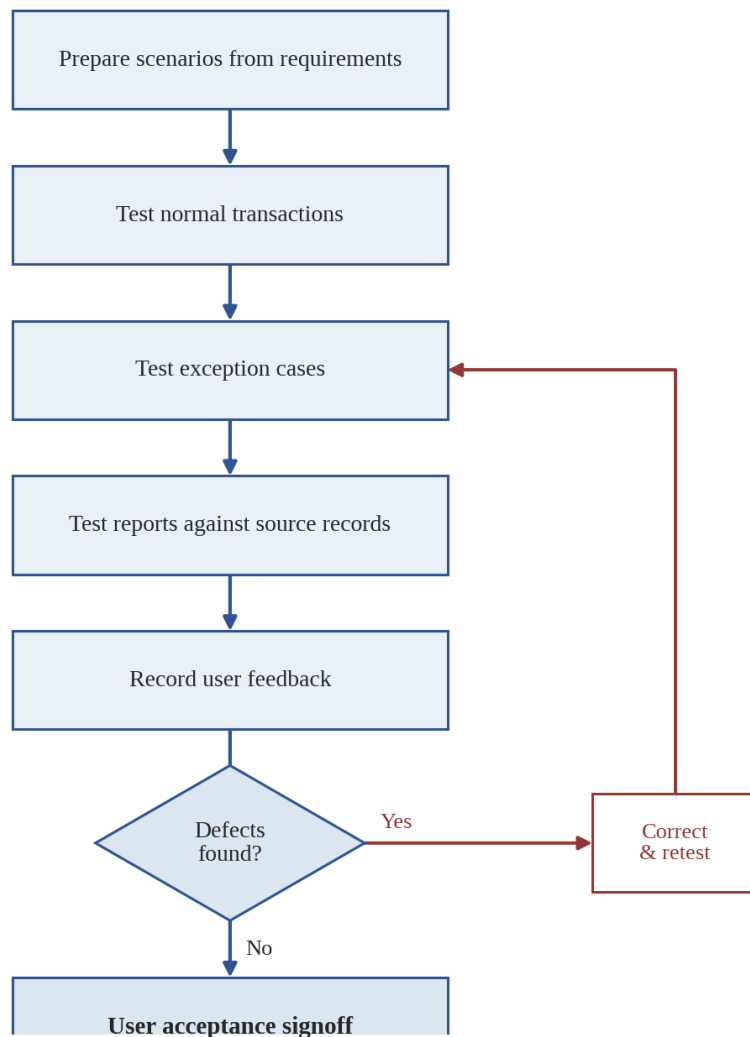 Prepare scenarios from requirements
Test normal transactions
Test exception cases
Test reports against source records
Record user feedback
Defects
found?
Yes
Correct
& retest
No
User acceptance signoff